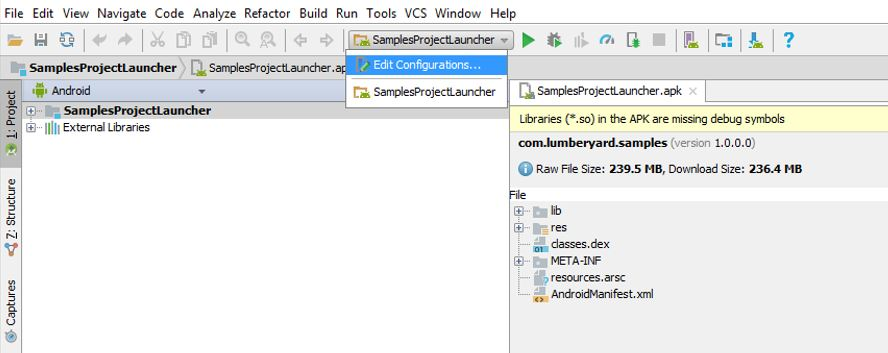 File Edit View Navigate Code Analyze Refactor Build Run Tools VCS Window Help
SamplesProjectLauncher
SamplesProjectLauncher SamplesProjectLauncher.ap
Edit Configurations...
SamplesProjectLauncher
1: Project
Z: Structure
Captures
Android
SamplesProjectLauncher
External Libraries
SamplesProjectLauncher.apk
Libraries (*.so) in the APK are missing debug symbols
com.lumberyard.samples (version 1.0.0.0)
Raw File Size: 239.5 MB, Download Size: 236.4 MB
File
lib
res
classes.dex
META-INF
resources.arsc
AndroidManifest.xml